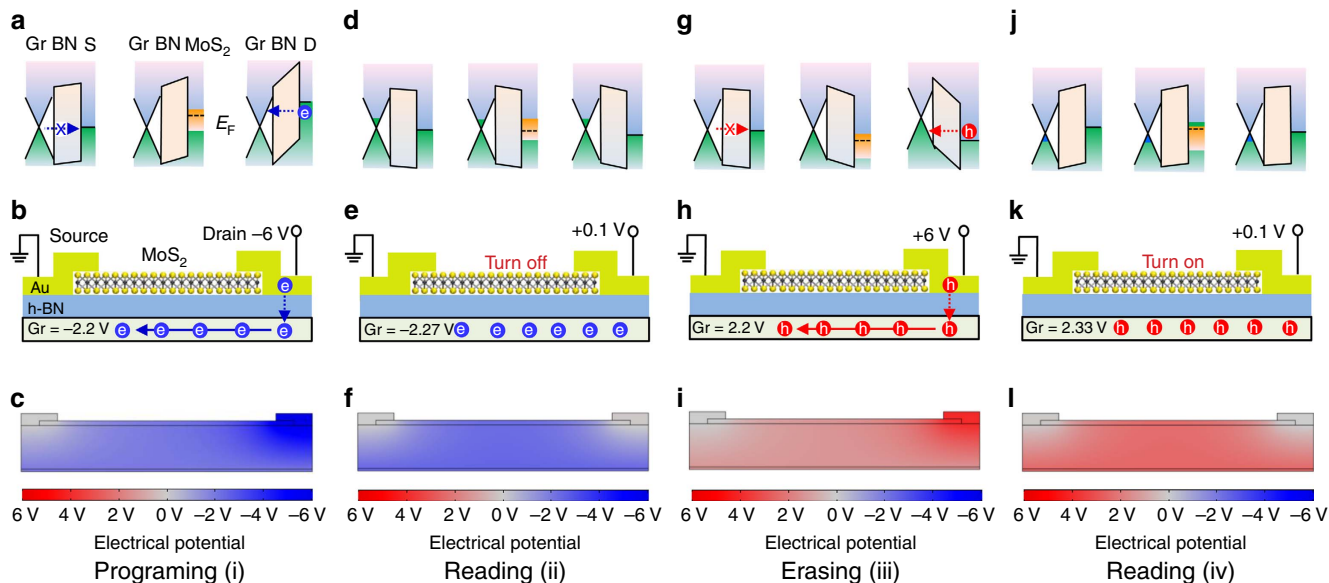 a
d
g
j
Gr BN S
Gr BN MoS2
Gr BN D
x
e
EF
x
h
b
e
h
k
Source
Drain −6 V
MoS2
Au
e
h-BN
Gr = −2.2 V
e e e e e
+0.1 V
Turn off
Gr = −2.27 V
e e e e e e
+6 V
h
Gr = 2.2 V
h h h h h
+0.1 V
Turn on
Gr = 2.33 V
h h h h h h
c
f
i
l
6 V 4 V 2 V 0 V −2 V −4 V −6 V
Electrical potential
Programing (i)
6 V 4 V 2 V 0 V −2 V −4 V −6 V
Electrical potential
Reading (ii)
6 V 4 V 2 V 0 V −2 V −4 V −6 V
Electrical potential
Erasing (iii)
6 V 4 V 2 V 0 V −2 V −4 V −6 V
Electrical potential
Reading (iv)